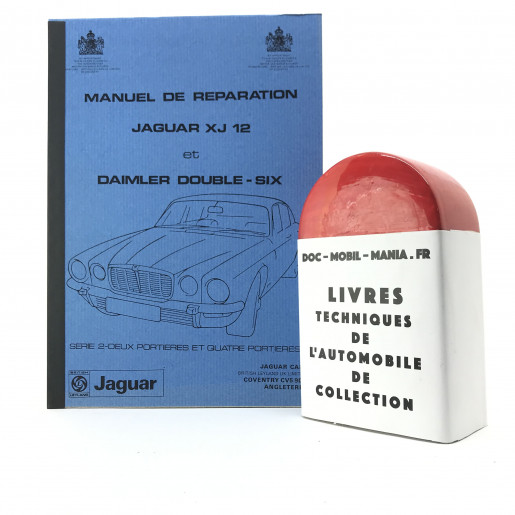 MANUEL DE REPARATION
JAGUAR XJ 12
et
DAIMLER DOUBLE-SIX
SERIE 2-DEUX PORTIERES ET QUATRE PORTIERES
Jaguar
JAGUAR CA
COVENTRY CV5 9
ANGLETER
DOC-MOBIL-MANIA.FR
LIVRES
TECHNIQUES
DE
L'AUTOMOBILE
DE
COLLECTION